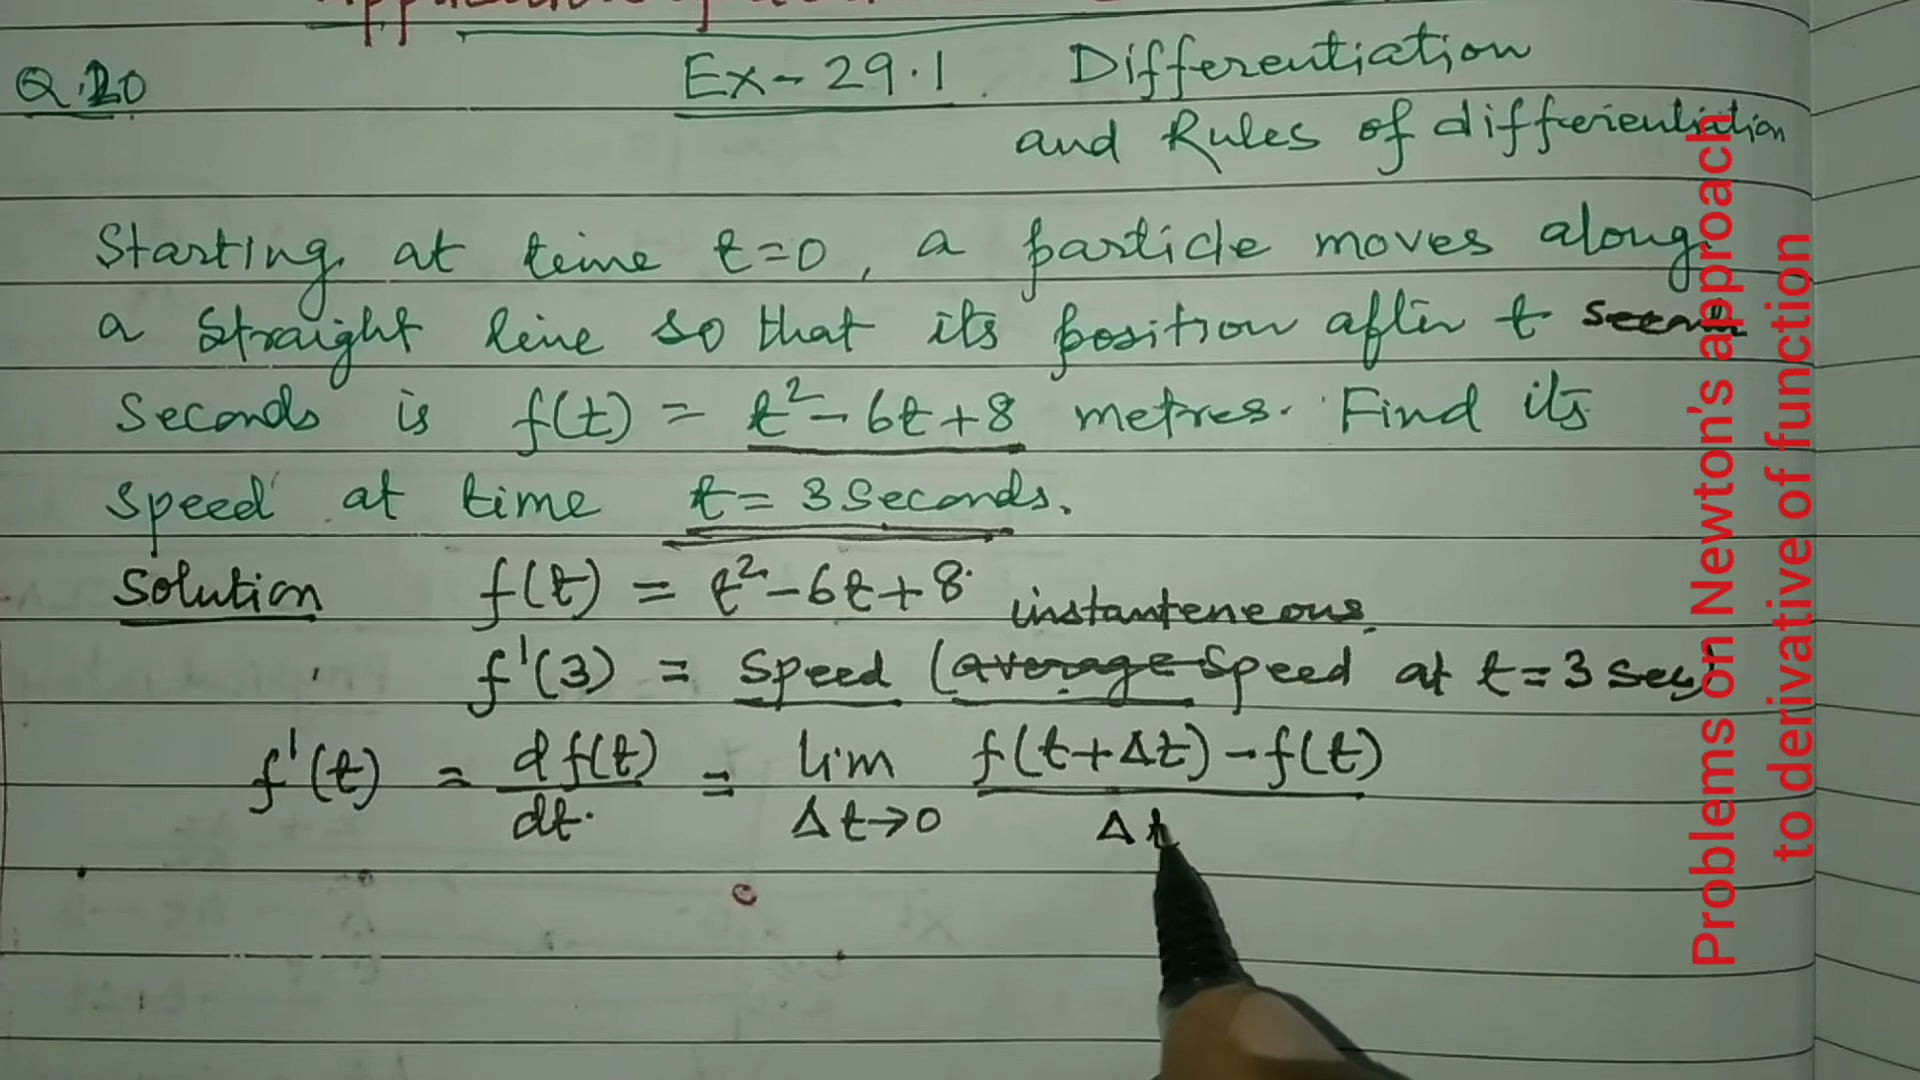 Q.20
Ex- 29.1 Differentiation
and Rules of differentiation
Starting at time t=0, a particle moves along
a straight line so that its position after t
Seconds is f(t) = t²-6t+8 metres. Find its
speed at time t= 3 Seconds.
Solution f(t) = t²-6t+8.
instanteneous
f'(3) = Speed (average Speed at t=3 sec)
f'(t) = d f(t)/dt. = lim Δt→0 f(t+Δt)-f(t)/Δt
Problems on Newton's approach
to derivative of function